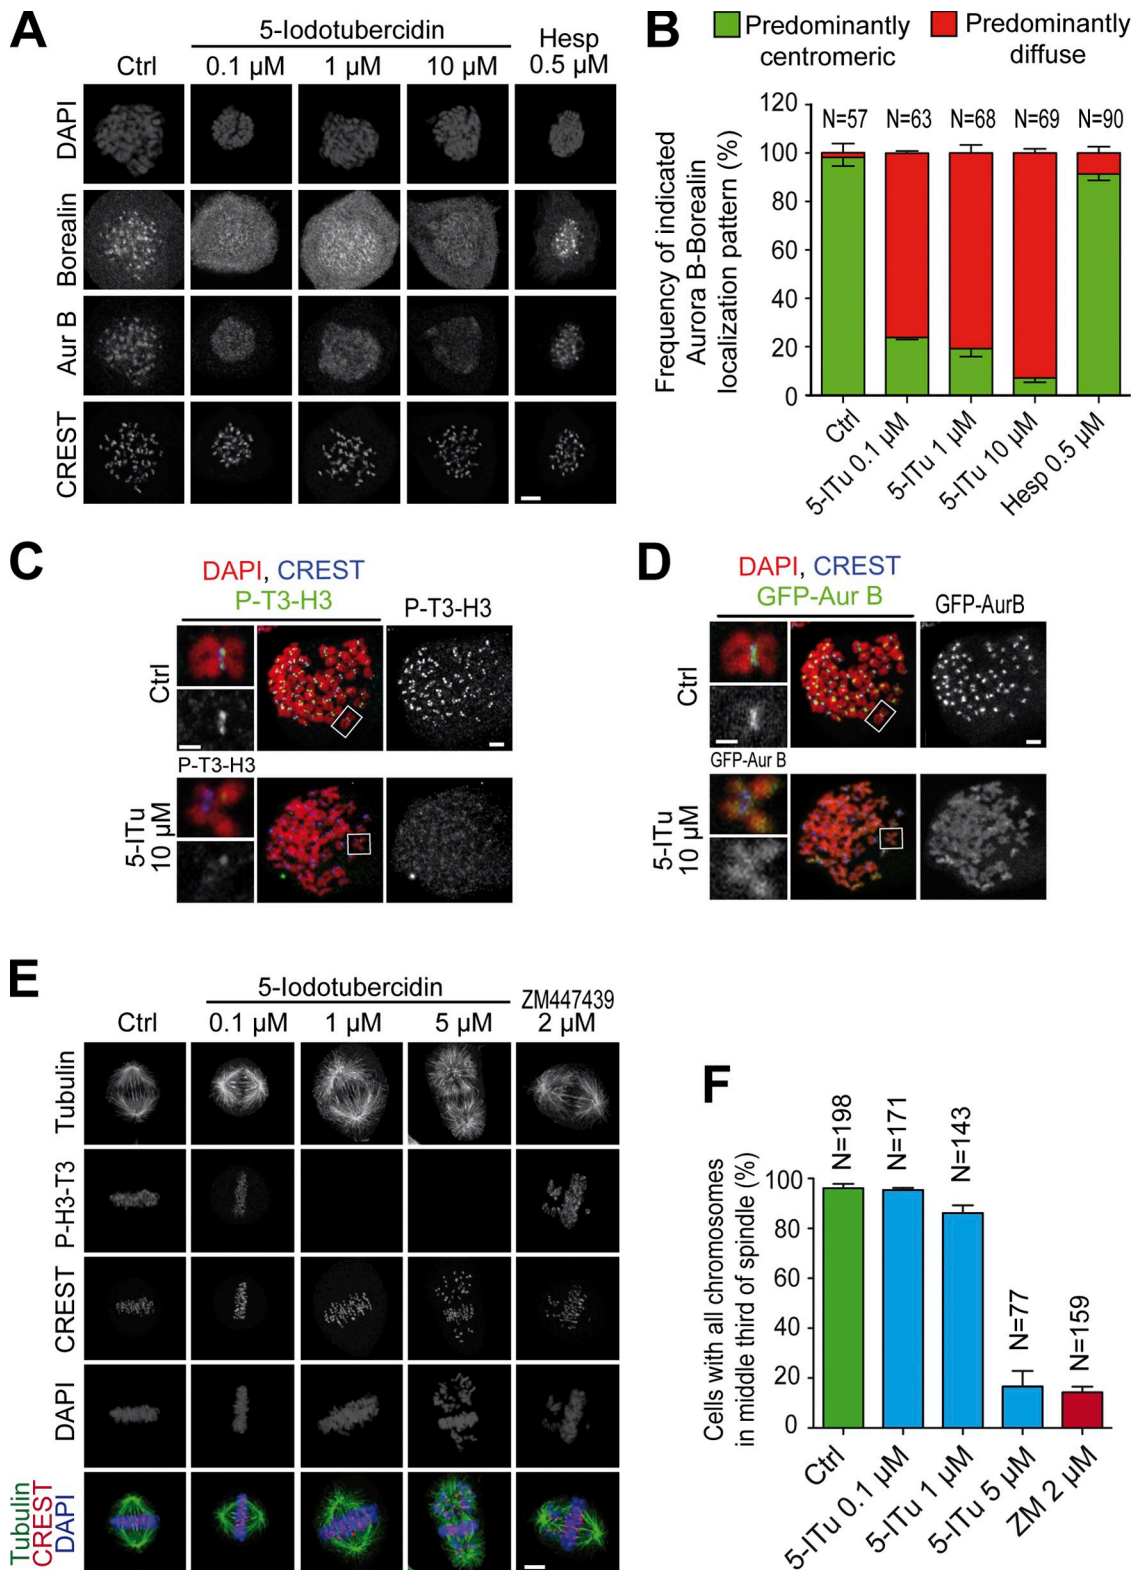 A
5-Iodotubercidin
Hesp
Ctrl
0.1 µM
1 µM
10 µM
0.5 µM
DAPI
Borealin
Aur B
CREST
B
Predominantly
centromeric
Predominantly
diffuse
Frequency of indicated
Aurora B-Borealin
localization pattern (%)
120
100
80
60
40
20
0
N=57
N=63
N=68
N=69
N=90
Ctrl
5-ITu 0.1 µM
5-ITu 1 µM
5-ITu 10 µM
Hesp 0.5 µM
C
DAPI, CREST
P-T3-H3
P-T3-H3
Ctrl
P-T3-H3
5-ITu
10 µM
D
DAPI, CREST
GFP-Aur B
GFP-AurB
Ctrl
GFP-Aur B
5-ITu
10 µM
E
5-Iodotubercidin
ZM447439
Ctrl
0.1 µM
1 µM
5 µM
2 µM
Tubulin
P-H3-T3
CREST
DAPI
Tubulin
CREST
DAPI
F
Cells with all chromosomes
in middle third of spindle (%)
100
80
60
40
20
0
N=198
N=171
N=143
N=77
N=159
Ctrl
5-ITu 0.1 µM
5-ITu 1 µM
5-ITu 5 µM
ZM 2 µM